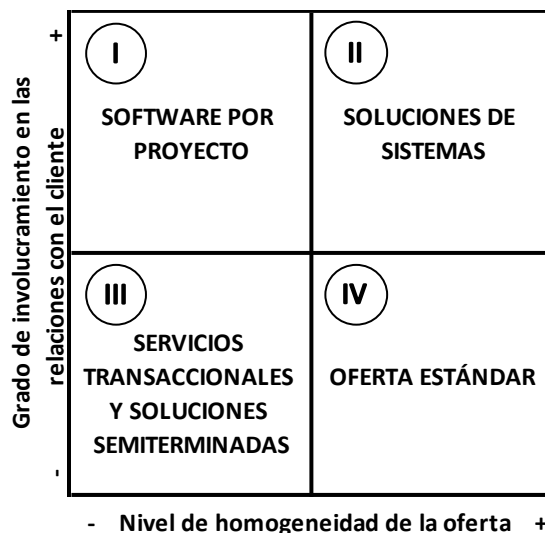 Grado de involucramiento en las
relaciones con el cliente
+
-
I
SOFTWARE POR
PROYECTO
II
SOLUCIONES DE
SISTEMAS
III
SERVICIOS
TRANSACCIONALES
Y SOLUCIONES
SEMITERMINADAS
IV
OFERTA ESTÁNDAR
- Nivel de homogeneidad de la oferta +